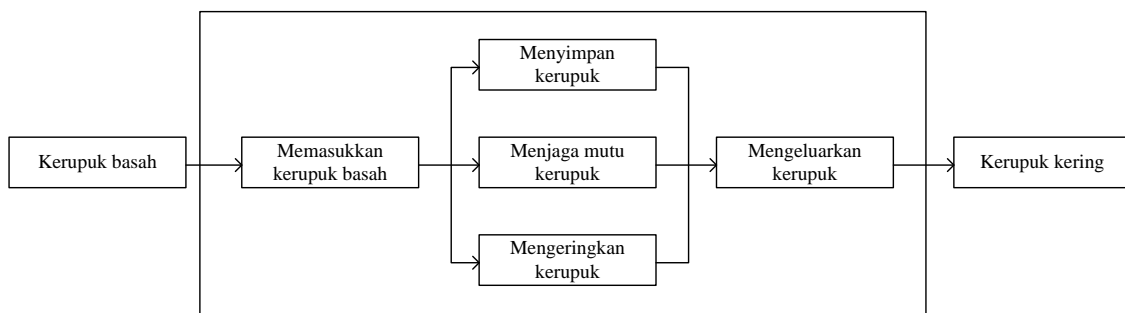 Kerupuk basah
Memasukkan
kerupuk basah
Menyimpan
kerupuk
Menjaga mutu
kerupuk
Mengeringkan
kerupuk
Mengeluarkan
kerupuk
Kerupuk kering